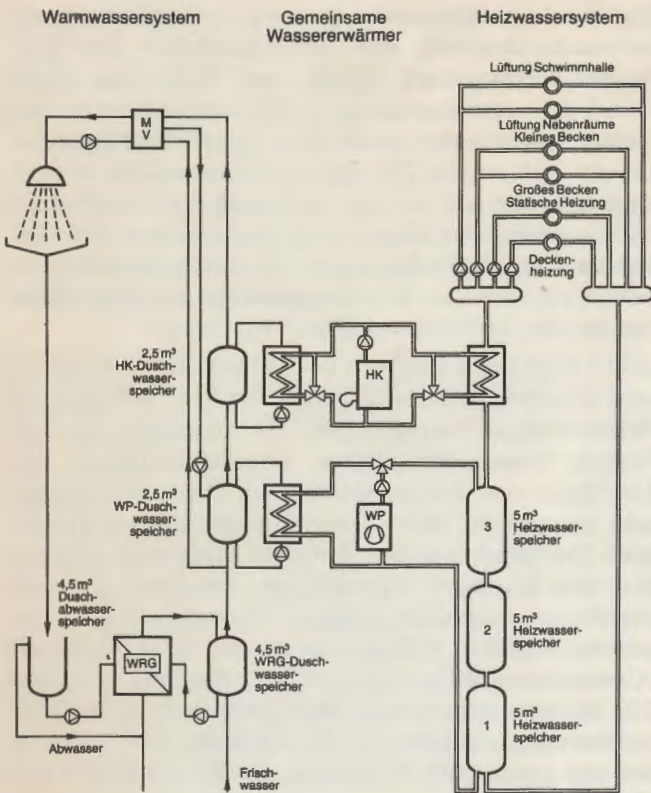 Warmwassersystem
Gemeinsame
Wassererwärmer
Heizwassersystem
Lüftung Schwimmhalle
Lüftung Nebenräume
Kleines Becken
Großes Becken
Statische Heizung
Decken-
heizung
M
V
2,5 m³
HK-Dusch-
wasser-
speicher
HK
2,5 m³
WP-Dusch-
wasser-
speicher
WP
3
5 m³
Heizwasser-
speicher
2
5 m³
Heizwasser-
speicher
1
5 m³
Heizwasser-
speicher
4,5 m³
Dusch-
abwasser-
speicher
WRG
4,5 m³
WRG-Dusch-
wasser-
speicher
Abwasser
Frisch-
wasser